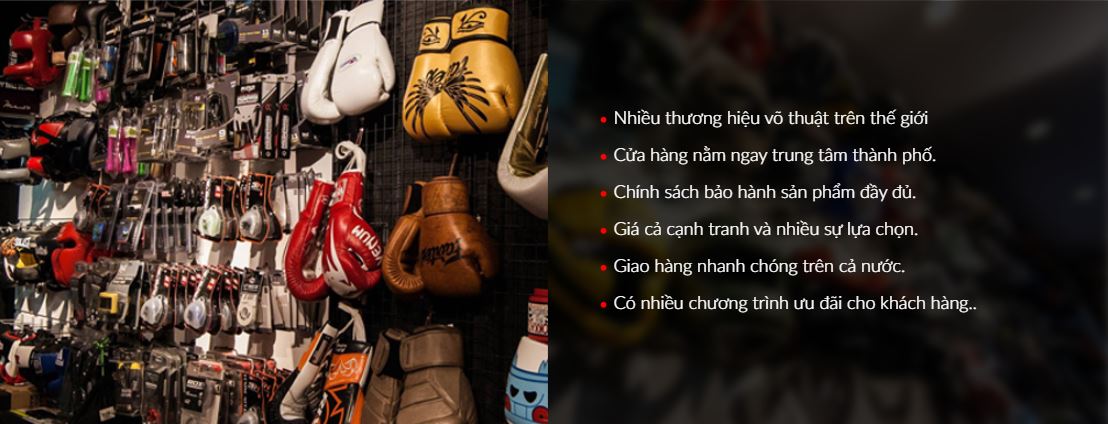 Nhiều thương hiệu võ thuật trên thế giới
Cửa hàng nằm ngay trung tâm thành phố.
Chính sách bảo hành sản phẩm đầy đủ.
Giá cả cạnh tranh và nhiều sự lựa chọn.
Giao hàng nhanh chóng trên cả nước.
Có nhiều chương trình ưu đãi cho khách hàng..
VENUM
Fairtex